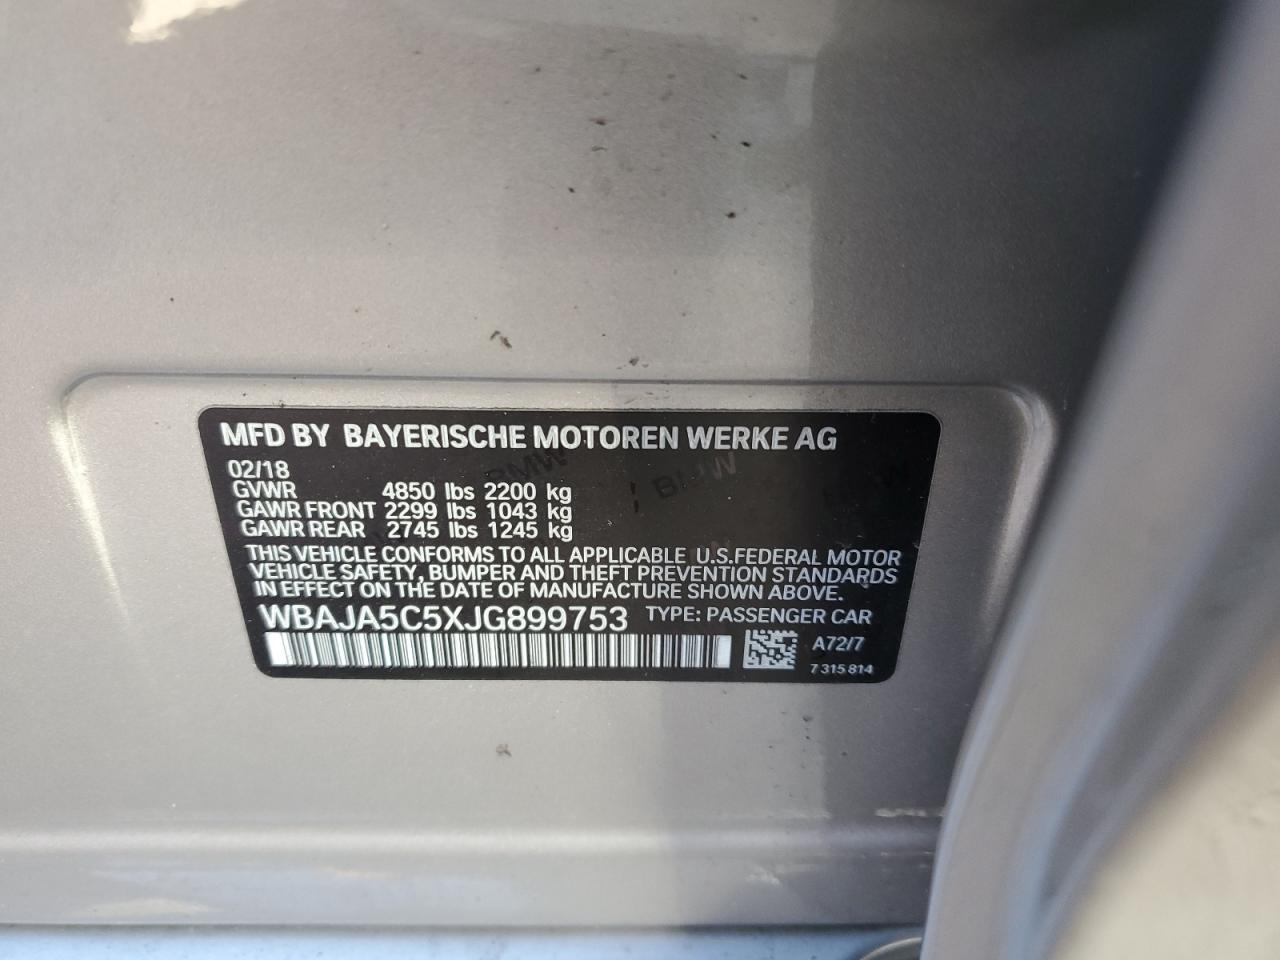 MFD BY BAYERISCHE MOTOREN WERKE AG
02/18
GVWR 4850 lbs 2200 kg
GAWR FRONT 2299 lbs 1043 kg
GAWR REAR 2745 lbs 1245 kg
THIS VEHICLE CONFORMS TO ALL APPLICABLE U.S.FEDERAL MOTOR
VEHICLE SAFETY, BUMPER AND THEFT PREVENTION STANDARDS
IN EFFECT ON THE DATE OF MANUFACTURE SHOWN ABOVE.
WBAJA5C5XJG899753 TYPE: PASSENGER CAR
A72/7
7 315 814
BMW
BMW